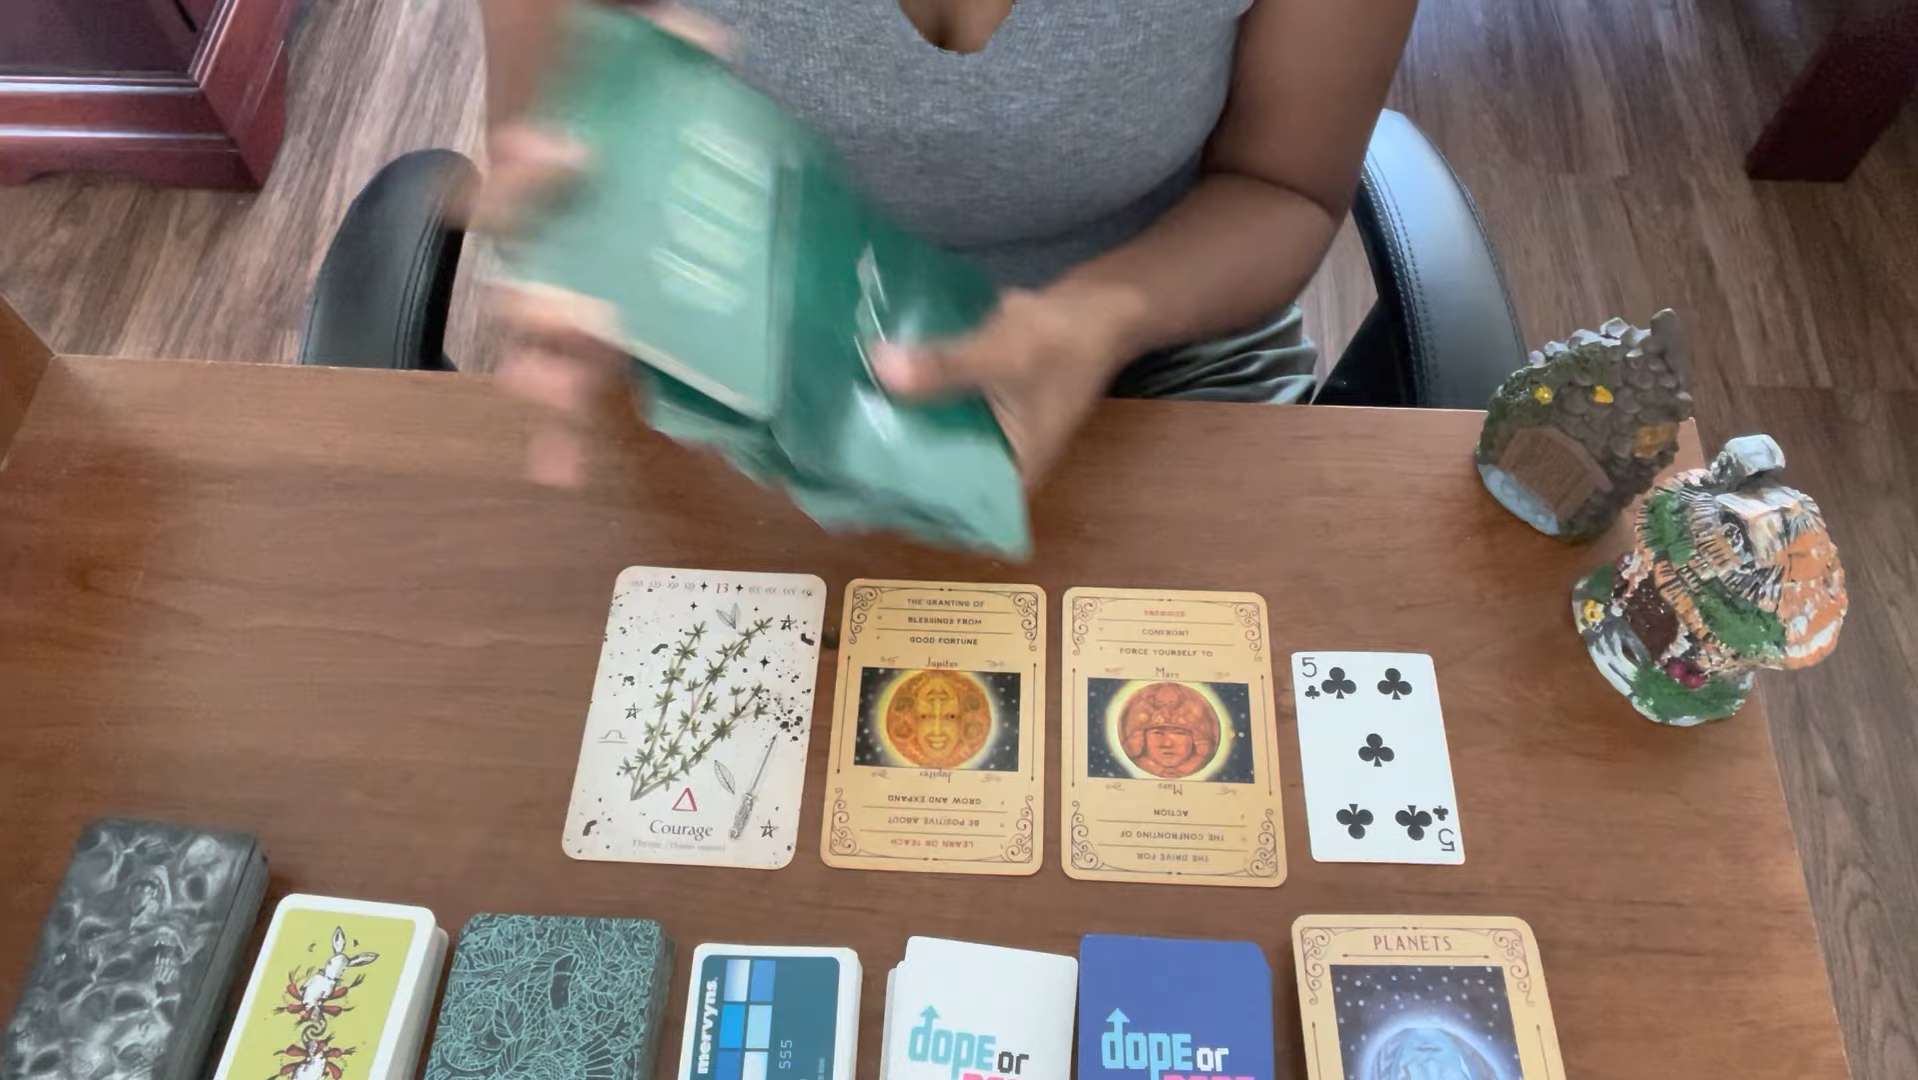 13
Courage
Thyme (Thymus
THE GRANTING OF
BLESSINGS FROM
GOOD FORTUNE
Jupiter
Jupiter
GROW AND EXPAND
BE POSITIVE ABOUT
LEARN OR TEACH
CONFRONT
FORCE YOURSELF TO
Mars
Mars
ACTION
THE CONFRONTING OF
THE DRIVE FOR
5
5
mervyns
555
dope or
dope or
PLANETS